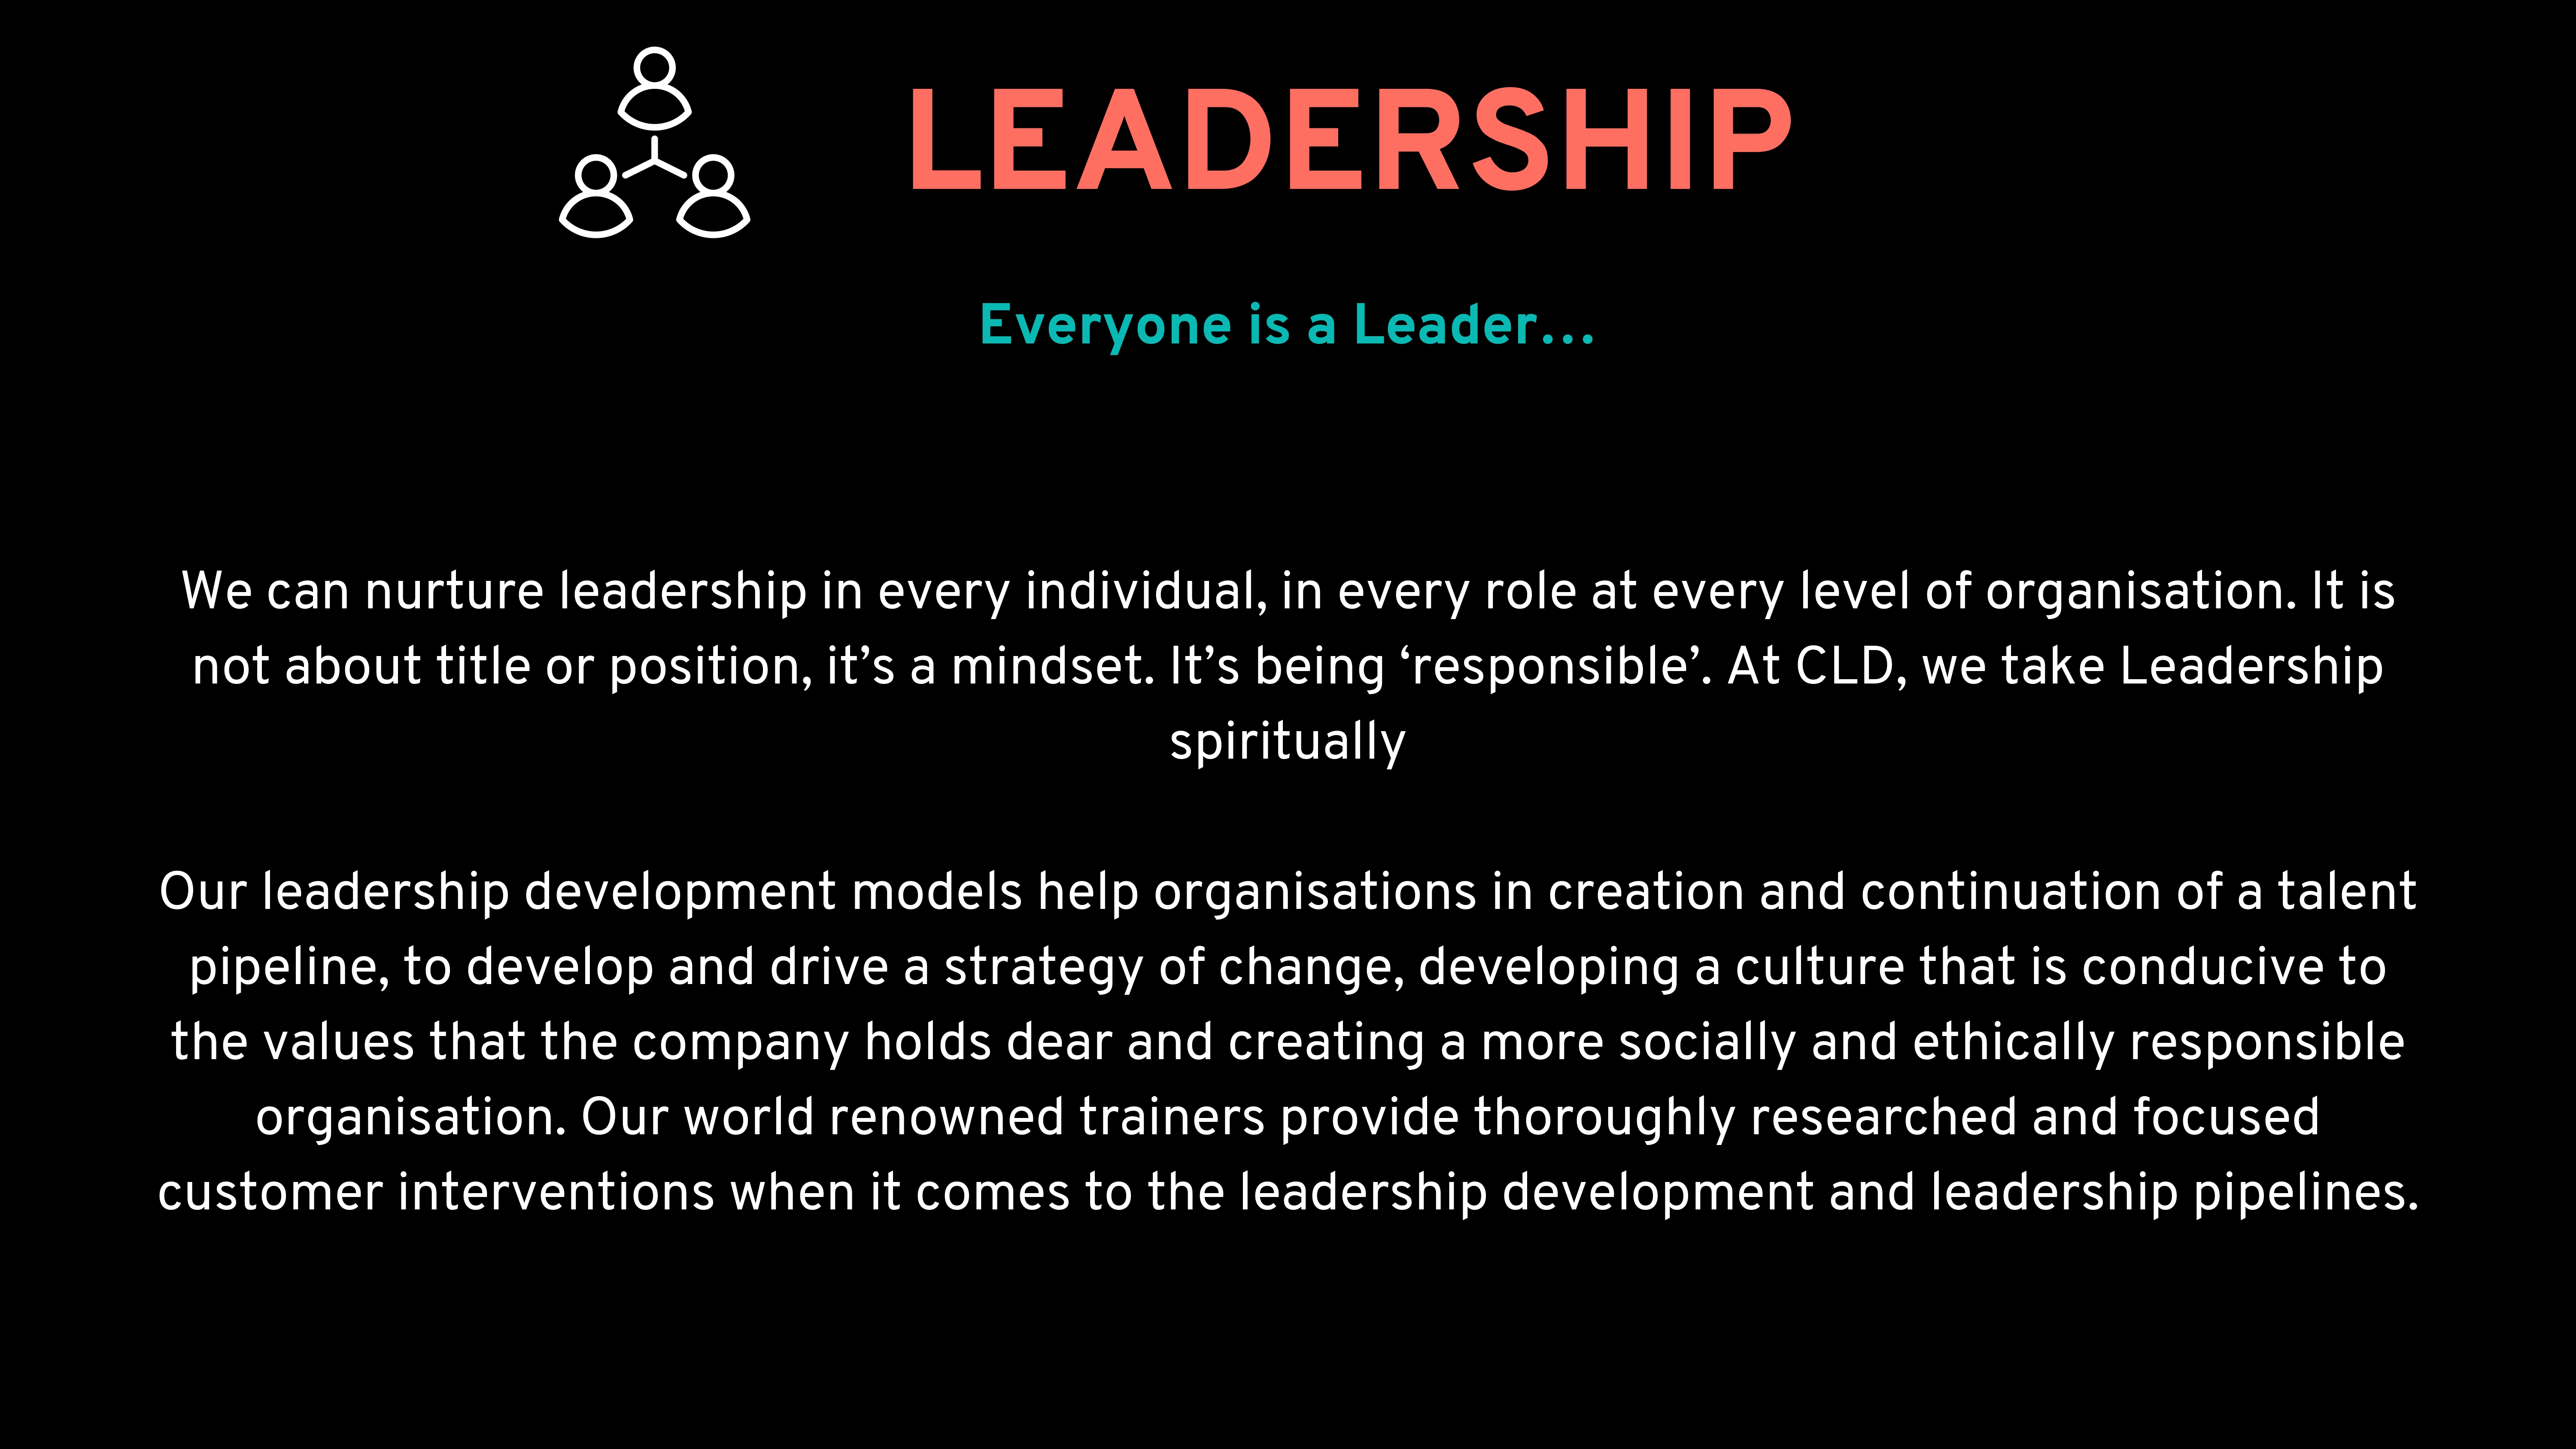 LEADERSHIP
Everyone is a Leader...
We can nurture leadership in every individual, in every role at every level of organisation. It is
not about title or position, it’s a mindset. It’s being ‘responsible’. At CLD, we take Leadership
spiritually
Our leadership development models help organisations in creation and continuation of a talent
pipeline, to develop and drive a strategy of change, developing a culture that is conducive to
the values that the company holds dear and creating a more socially and ethically responsible
organisation. Our world renowned trainers provide thoroughly researched and focused
customer interventions when it comes to the leadership development and leadership pipelines.